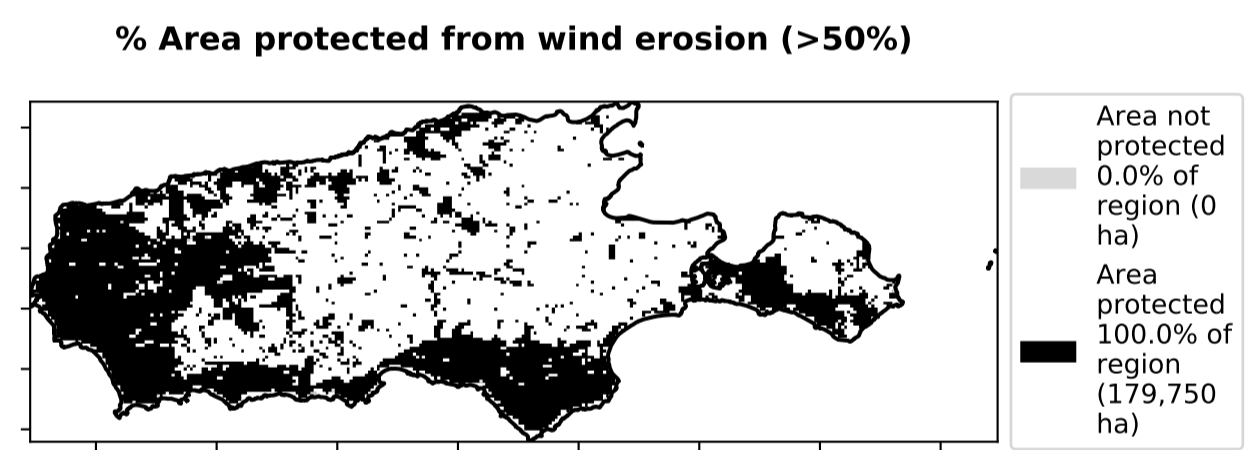 % Area protected from wind erosion (>50%)
Area not
protected
0.0% of
region (0
ha)
Area
protected
100.0% of
region
(179,750
ha)